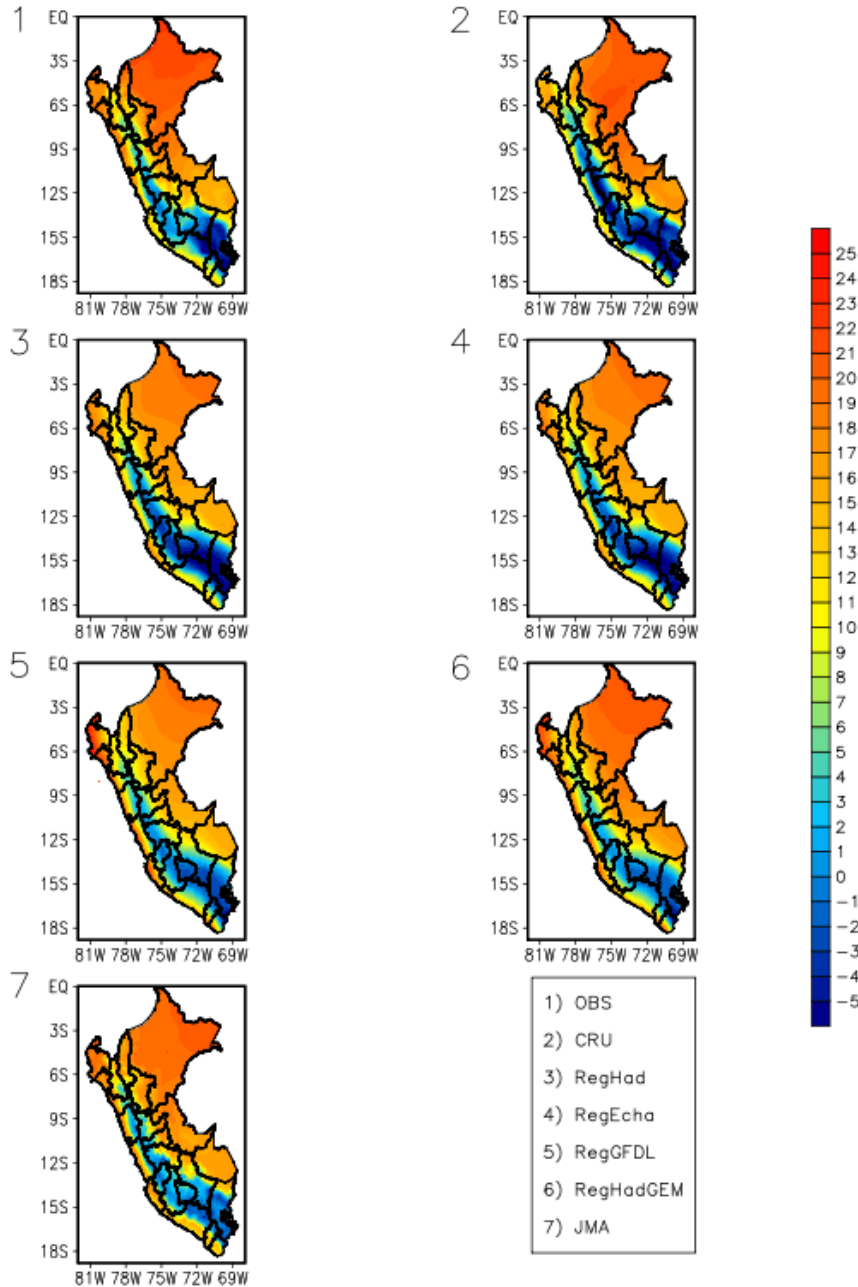 1
EQ
3S
6S
9S
12S
15S
18S
81W 78W 75W 72W 69W
2
EQ
3S
6S
9S
12S
15S
18S
81W 78W 75W 72W 69W
3
EQ
3S
6S
9S
12S
15S
18S
81W 78W 75W 72W 69W
4
EQ
3S
6S
9S
12S
15S
18S
81W 78W 75W 72W 69W
5
EQ
3S
6S
9S
12S
15S
18S
81W 78W 75W 72W 69W
6
EQ
3S
6S
9S
12S
15S
18S
81W 78W 75W 72W 69W
7
EQ
3S
6S
9S
12S
15S
18S
81W 78W 75W 72W 69W
1) OBS
2) CRU
3) RegHad
4) RegEcha
5) RegGFDL
6) RegHadGEM
7) JMA
25
24
23
22
21
20
19
18
17
16
15
14
13
12
11
10
9
8
7
6
5
4
3
2
1
0
-1
-2
-3
-4
-5